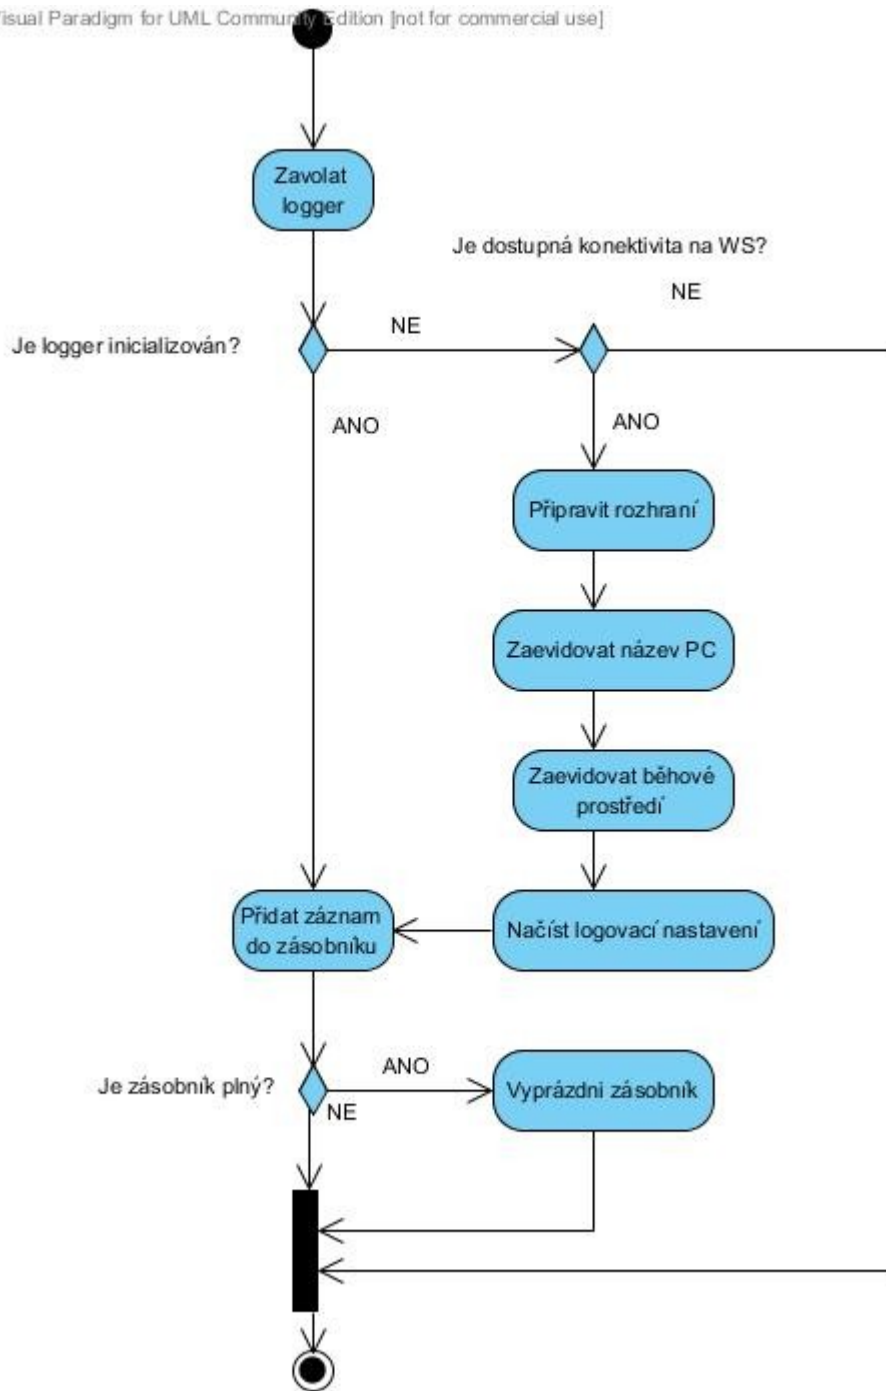 Visual Paradigm for UML Community Edition [not for commercial use]
Zavolat
logger
Je dostupná konektivita na WS?
NE
NE
Je logger inicializován?
ANO
ANO
Připravit rozhraní
Zaevidovat název PC
Zaevidovat běhové
prostředí
Přidat záznam
do zásobníku
Načíst logovací nastavení
ANO
Je zásobník plný?
Vyprázdni zásobník
NE